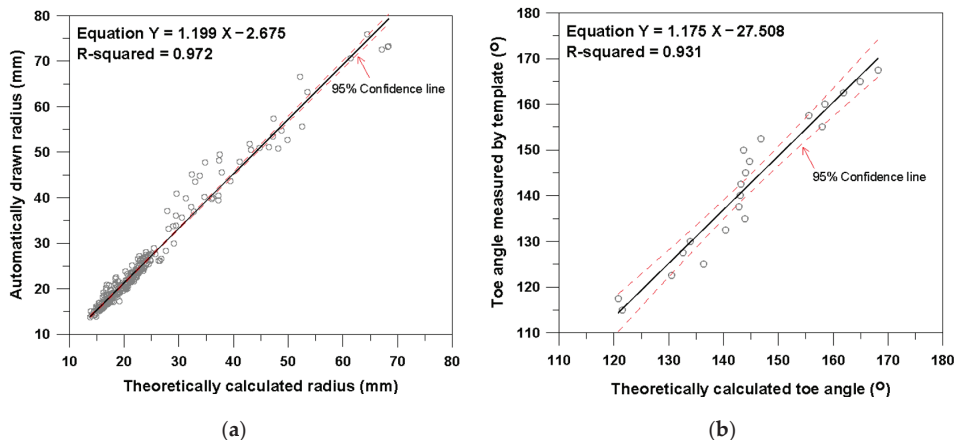 80
70
60
50
40
30
20
10
Automatically drawn radius (mm)
Equation Y = 1.199 X – 2.675
R-squared = 0.972
95% Confidence line
10 20 30 40 50 60 70 80
Theoretically calculated radius (mm)
(a)
180
170
160
150
140
130
120
110
Toe angle measured by template (O)
Equation Y = 1.175 X – 27.508
R-squared = 0.931
95% Confidence line
110 120 130 140 150 160 170 180
Theoretically calculated toe angle (O)
(b)